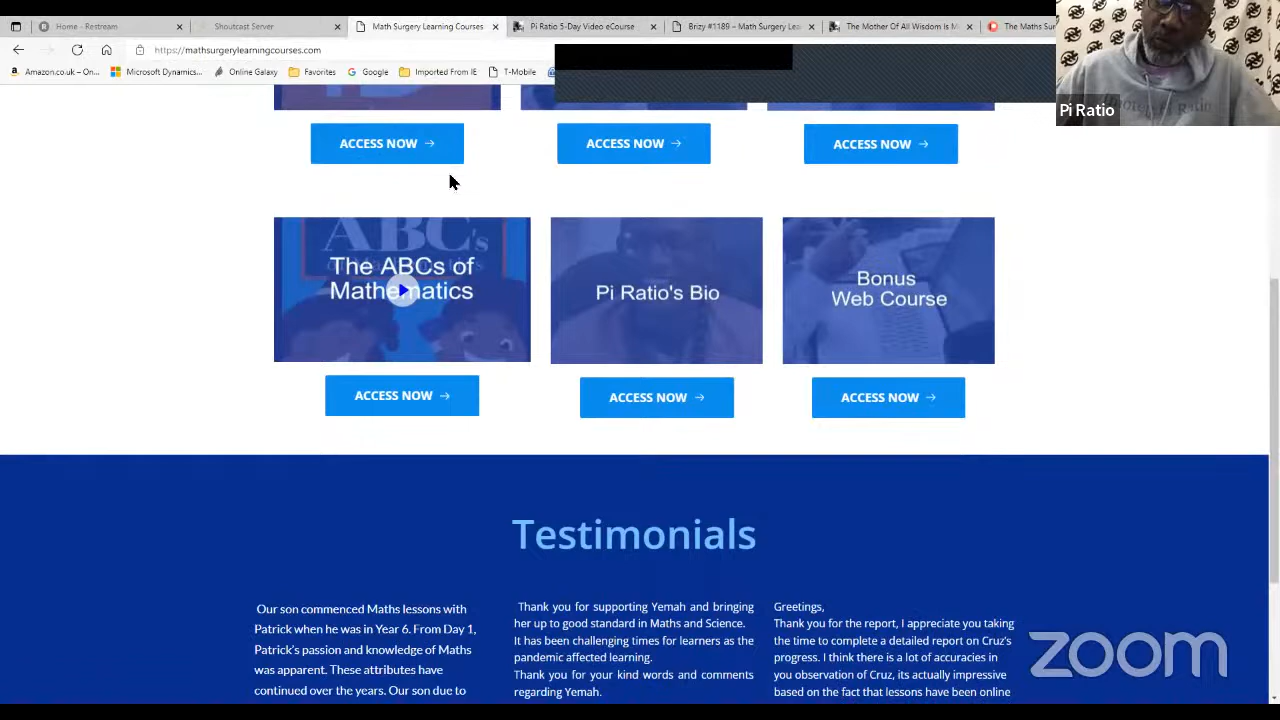 Home - Restream
Shoutcast Server
Math Surgery Learning Courses
Pi Ratio 5-Day Video eCourse
Brizy #1189 – Maths Surgery Le
The Mother Of All Wisdom Is M
The Maths Sur
https://mathsurgerylearningcourses.com
Amazon.co.uk – On...
Microsoft Dynamics...
Online Galaxy
Favorites
Google
Imported From IE
T-Mobile
Pi Ratio
ACCESS NOW →
ACCESS NOW →
ACCESS NOW →
ABC's
The ABCs of
Mathematics
Pi Ratio's Bio
Bonus
Web Course
ACCESS NOW →
ACCESS NOW →
ACCESS NOW →
Testimonials
Our son commenced Maths lessons with
Patrick when he was in Year 6. From Day 1,
Patrick's passion and knowledge of Maths
was apparent. These attributes have
continued over the years. Our son due to
Thank you for supporting Yemah and bringing
her up to good standard in Maths and Science.
It has been challenging times for learners as the
pandemic affected learning.
Thank you for your kind words and comments
regarding Yemah.
Greetings,
Thank you for the report, I appreciate you taking
the time to complete a detailed report on Cruz's
progress. I think there is a lot of accuracies in
you observation of Cruz, its actually impressive
based on the fact that lessons have been online
zoom